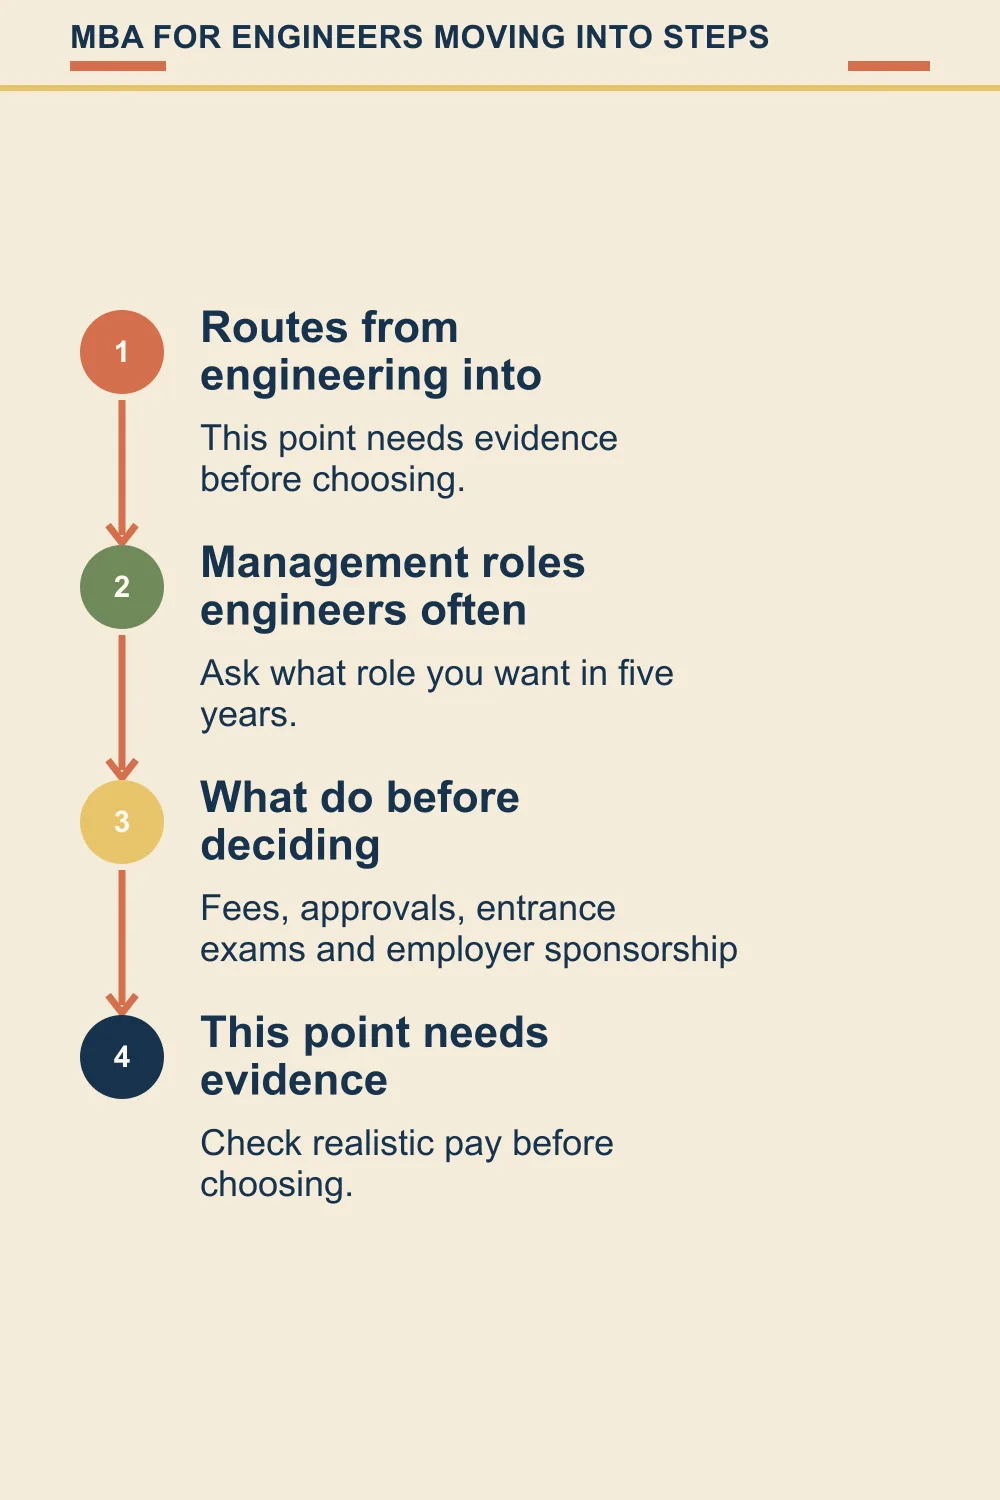 MBA FOR ENGINEERS MOVING INTO STEPS
1
Routes from
engineering into
This point needs evidence
before choosing.
2
Management roles
engineers often
Ask what role you want in five
years.
3
What do before
deciding
Fees, approvals, entrance
exams and employer sponsorship
4
This point needs
evidence
Check realistic pay before
choosing.